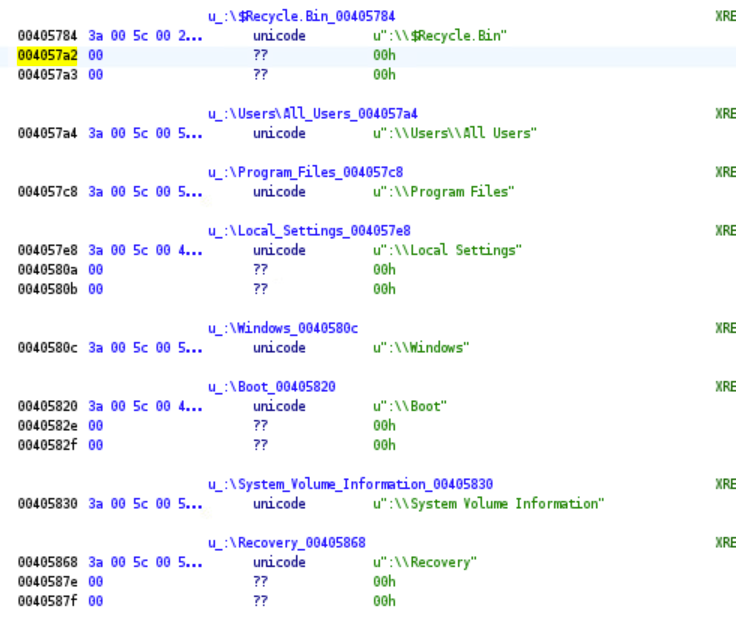 u_:\$Recycle.Bin_00405784 XRE
00405784 3a 00 5c 00 2... unicode u":\\$Recycle.Bin"
004057a2 00 ?? 00h
004057a3 00 ?? 00h
u_:\Users\All_Users_004057a4 XRE
004057a4 3a 00 5c 00 5... unicode u":\\Users\\All Users"
u_:\Program_Files_004057c8 XRE
004057c8 3a 00 5c 00 5... unicode u":\\Program Files"
u_:\Local_Settings_004057e8 XRE
004057e8 3a 00 5c 00 4... unicode u":\\Local Settings"
0040580a 00 ?? 00h
0040580b 00 ?? 00h
u_:\Windows_0040580c XRE
0040580c 3a 00 5c 00 5... unicode u":\\Windows"
u_:\Boot_00405820 XRE
00405820 3a 00 5c 00 4... unicode u":\\Boot"
0040582e 00 ?? 00h
0040582f 00 ?? 00h
u_:\System_Volume_Information_00405830 XRE
00405830 3a 00 5c 00 5... unicode u":\\System Volume Information"
u_:\Recovery_00405868 XRE
00405868 3a 00 5c 00 5... unicode u":\\Recovery"
0040587e 00 ?? 00h
0040587f 00 ?? 00h